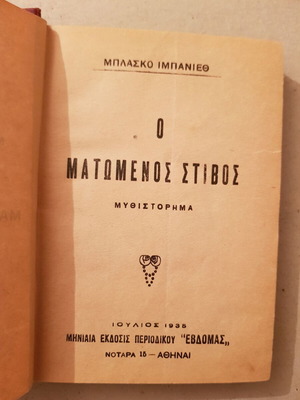 ΜΠΛΑΣΚΟ ΙΜΠΑΝΙΕΘ
Ο
ΜΑΤΩΜΕΝΟΣ ΣΤΙΒΟΣ
ΜΥΘΙΣΤΟΡΗΜΑ
ΙΟΥΛΙΟΣ 1935
ΜΗΝΙΑΙΑ ΕΚΔΟΣΙΣ ΠΕΡΙΟΔΙΚΟΥ "ΕΒΔΟΜΑΣ„
ΝΟΤΑΡΑ 15 — ΑΘΗΝΑΙ